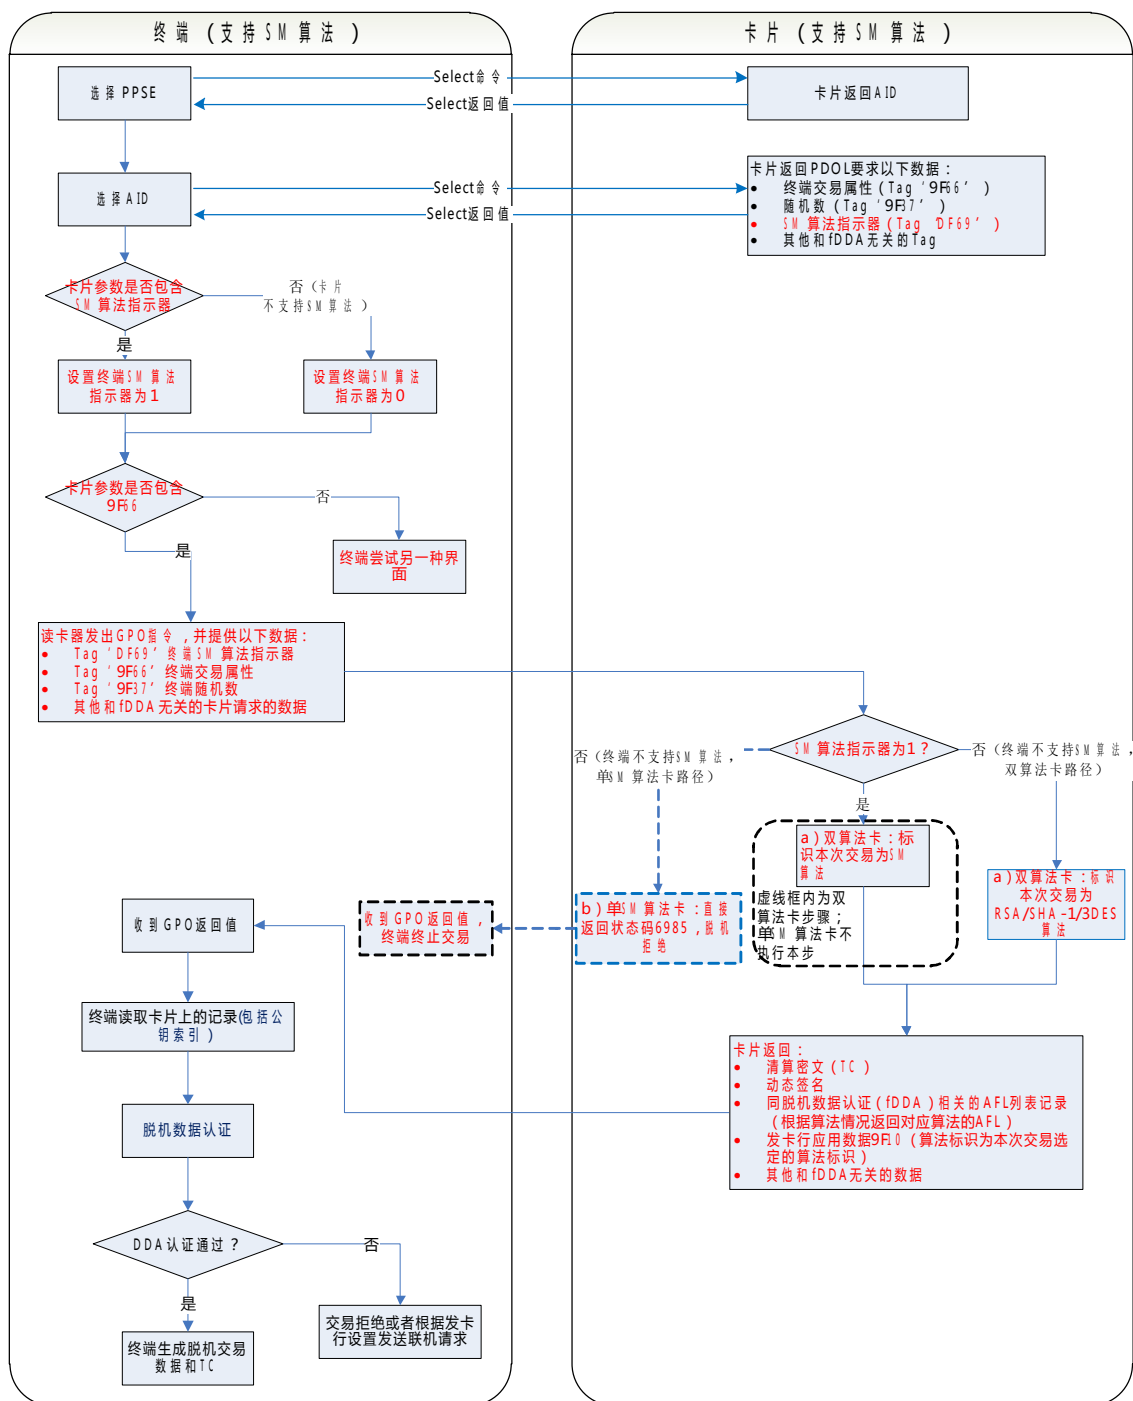 终端（支持SM算法）
卡片（支持SM算法）
选择PPSE
Select命令
Select返回值
卡片返回AID
选择AID
Select命令
Select返回值
卡片返回PDOL要求以下数据：
• 终端交易属性（Tag‘9F66’）
• 随机数（Tag‘9F37’）
• SM算法指示器（Tag‘DF69’）
• 其他和fDDA无关的Tag
卡片参数是否包含
SM算法指示器
否（卡片
不支持SM算法）
是
设置终端SM算法
指示器为1
设置终端SM算法
指示器为0
卡片参数是否包含
9F66
否
是
终端尝试另一种界
面
读卡器发出GPO指令，并提供以下数据：
• Tag‘DF69’终端SM算法指示器
• Tag‘9F66’终端交易属性
• Tag‘9F37’终端随机数
• 其他和fDDA无关的卡片请求的数据
SM算法指示器为1？
否（终端不支持SM算法，
单SM算法卡路径）
否（终端不支持SM算法，
双算法卡路径）
是
a)双算法卡：标
识本次交易为SM
算法
虚线框内为双
算法卡步骤；
单SM算法卡不
执行本步
a)双算法卡：标识
本次交易为
RSA/SHA-1/3DES
算法
b)单SM算法卡：直接
返回状态码6985，脱机
拒绝
收到GPO返回值，
终端终止交易
收到GPO返回值
终端读取卡片上的记录(包括公
钥索引)
卡片返回：
• 清算密文（TC）
• 动态签名
• 同脱机数据认证（fDDA）相关的AFL列表记录
（根据算法情况返回对应算法的AFL）
• 发卡行应用数据9F10（算法标识为本次交易选
定的算法标识）
• 其他和fDDA无关的数据
脱机数据认证
DDA认证通过？
否
是
交易拒绝或者根据发卡
行设置发送联机请求
终端生成脱机交易
数据和TC